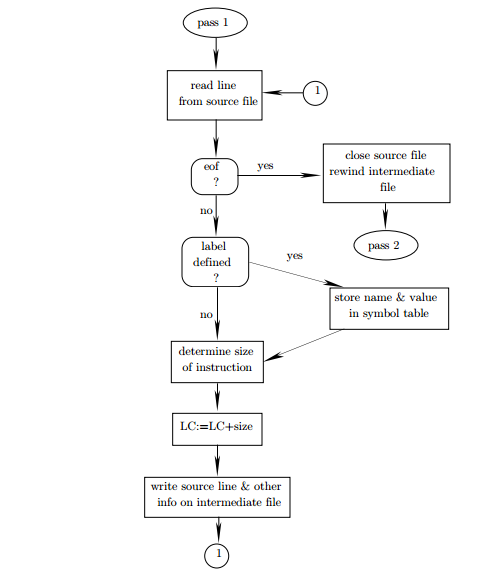 pass 1
read line
from source file
1
eof
?
yes
close source file
rewind intermediate
file
no
pass 2
label
defined
?
yes
store name & value
in symbol table
no
determine size
of instruction
LC:=LC+size
write source line & other
info on intermediate file
1